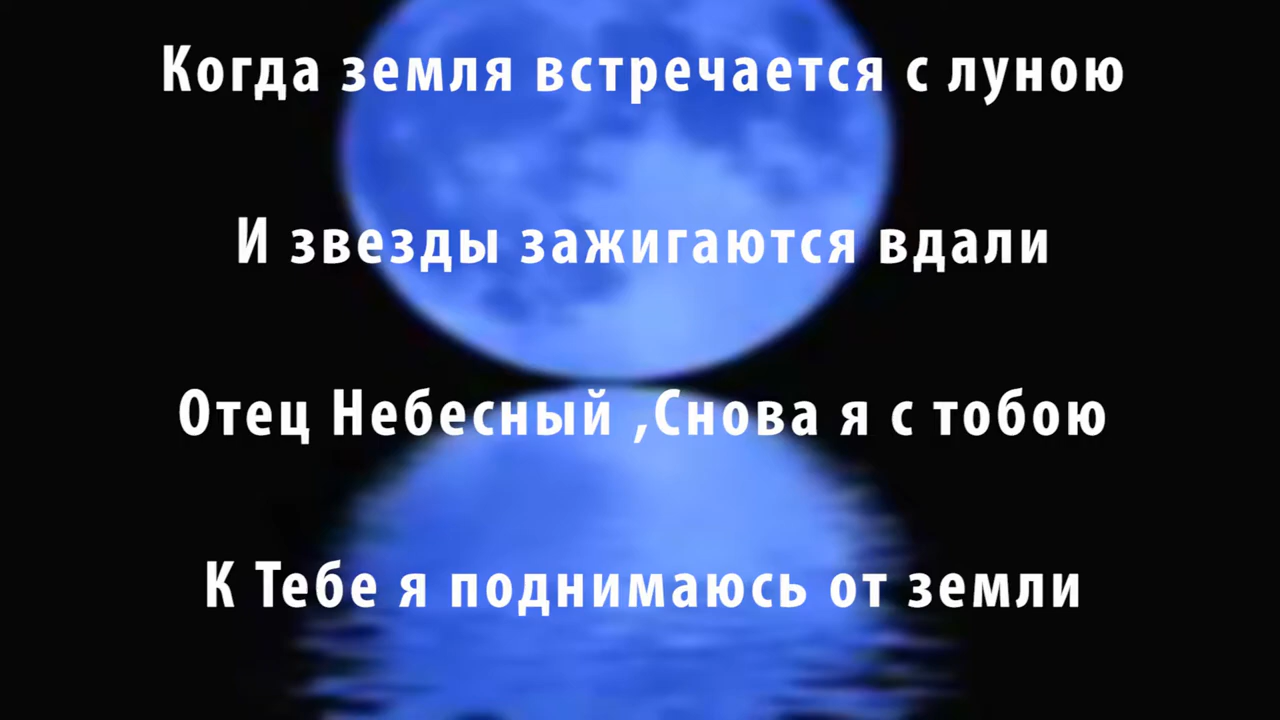 Когда земля встречается с луною
И звезды зажигаются вдали
Отец Небесный ,Снова я с тобою
К Тебе я поднимаюсь от земли